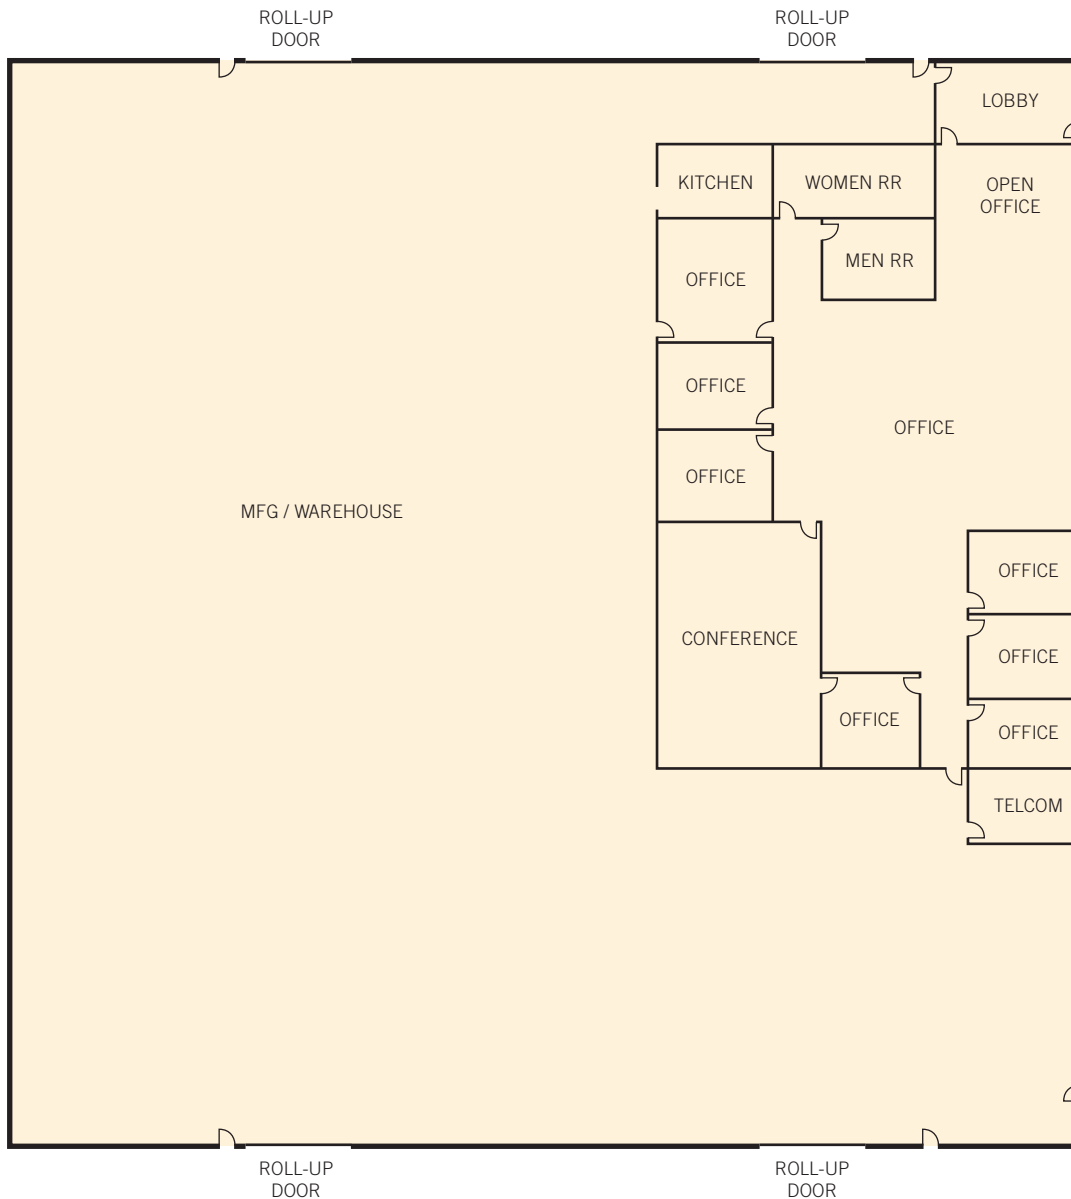 ROLL-UP
DOOR
ROLL-UP
DOOR
LOBBY
KITCHEN
WOMEN RR
OPEN
OFFICE
MEN RR
OFFICE
OFFICE
OFFICE
OFFICE
MFG / WAREHOUSE
OFFICE
CONFERENCE
OFFICE
OFFICE
OFFICE
TELCOM
ROLL-UP
DOOR
ROLL-UP
DOOR